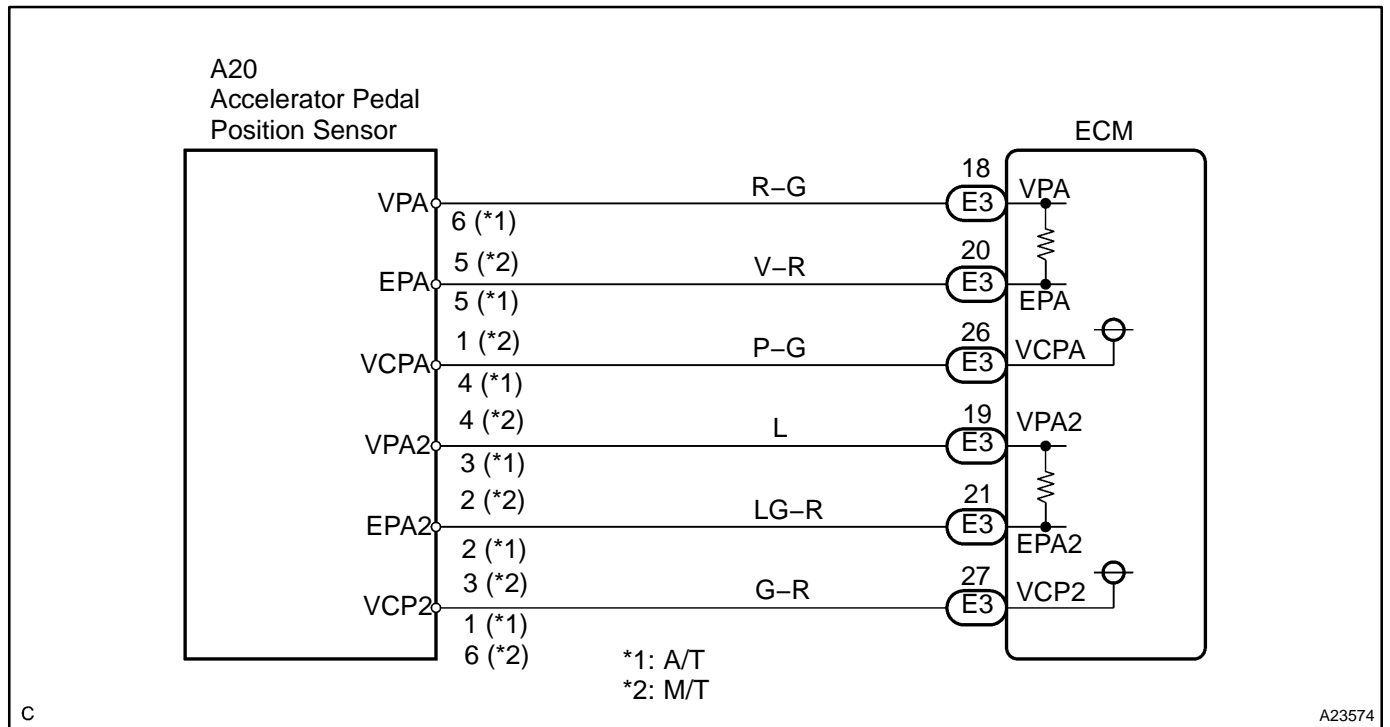 A20
Accelerator Pedal
Position Sensor
ECM
VPA
6 (*1)
5 (*2)
R–G
18
E3
VPA
EPA
5 (*1)
1 (*2)
V–R
20
E3
EPA
VCPA
4 (*1)
4 (*2)
P–G
26
E3
VCPA
VPA2
3 (*1)
2 (*2)
L
19
E3
VPA2
EPA2
2 (*1)
3 (*2)
LG–R
21
E3
EPA2
VCP2
1 (*1)
6 (*2)
G–R
27
E3
VCP2
*1: A/T
*2: M/T
C
A23574